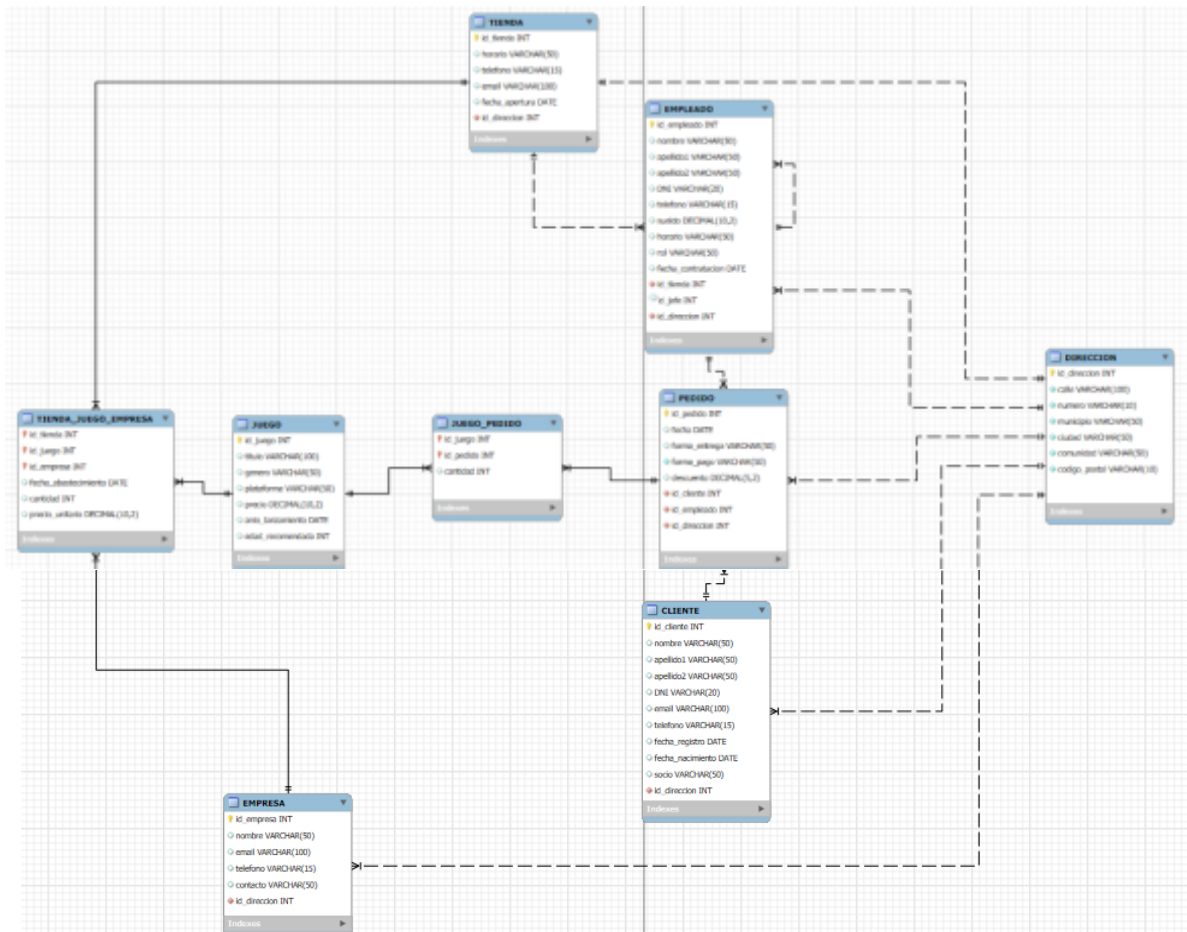 TIENDA
id_tienda INT
horario VARCHAR(50)
telefono VARCHAR(15)
email VARCHAR(100)
fecha_apertura DATE
id_direccion INT
Indexes
EMPLEADO
id_empleado INT
nombre VARCHAR(50)
apellido1 VARCHAR(50)
apellido2 VARCHAR(50)
DNI VARCHAR(20)
telefono VARCHAR(15)
sueldo DECIMAL(10,2)
horario VARCHAR(50)
rol VARCHAR(50)
fecha_contratacion DATE
id_tienda INT
id_jefe INT
id_direccion INT
Indexes
DIRECCION
id_direccion INT
calle VARCHAR(100)
numero VARCHAR(10)
municipio VARCHAR(50)
ciudad VARCHAR(50)
comunidad VARCHAR(50)
codigo_postal VARCHAR(10)
Indexes
TIENDA_JUEGO_EMPRESA
id_tienda INT
id_juego INT
id_empresa INT
fecha_abastecimiento DATE
cantidad INT
precio_unitario DECIMAL(10,2)
Indexes
JUEGO
id_juego INT
titulo VARCHAR(100)
genero VARCHAR(50)
plataforma VARCHAR(50)
precio DECIMAL(10,2)
anio_lanzamiento DATE
edad_recomendada INT
Indexes
JUEGO_PEDIDO
id_juego INT
id_pedido INT
cantidad INT
Indexes
PEDIDO
id_pedido INT
fecha DATE
forma_entrega VARCHAR(50)
forma_pago VARCHAR(50)
descuento DECIMAL(5,2)
id_cliente INT
id_empleado INT
id_direccion INT
Indexes
CLIENTE
id_cliente INT
nombre VARCHAR(50)
apellido1 VARCHAR(50)
apellido2 VARCHAR(50)
DNI VARCHAR(20)
email VARCHAR(100)
telefono VARCHAR(15)
fecha_registro DATE
fecha_nacimiento DATE
socio VARCHAR(50)
id_direccion INT
Indexes
EMPRESA
id_empresa INT
nombre VARCHAR(50)
email VARCHAR(100)
telefono VARCHAR(15)
contacto VARCHAR(50)
id_direccion INT
Indexes